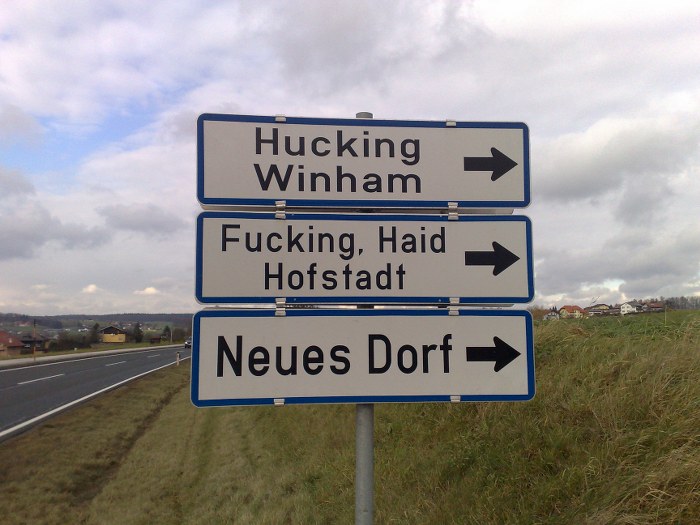 Hucking
Winham
Fucking, Haid
Hofstadt
Neues Dorf